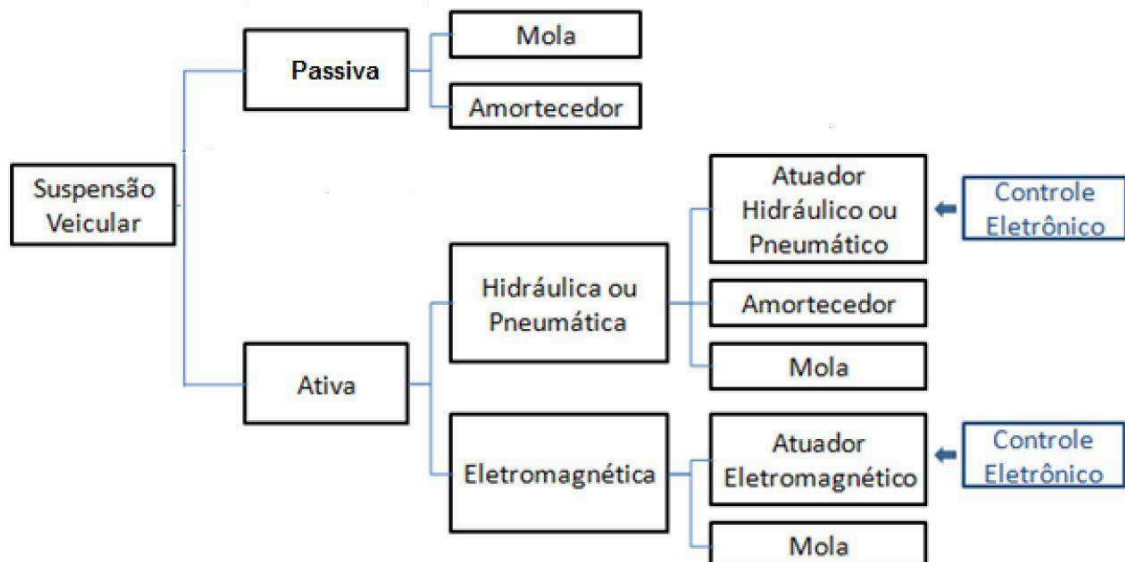 Mola
Passiva
Amortecedor
Suspensão
Veicular
Atuador
Hidráulico ou
Pneumático
Controle
Eletrônico
Hidráulica ou
Pneumática
Amortecedor
Mola
Ativa
Eletromagnética
Atuador
Eletromagnético
Controle
Eletrônico
Mola